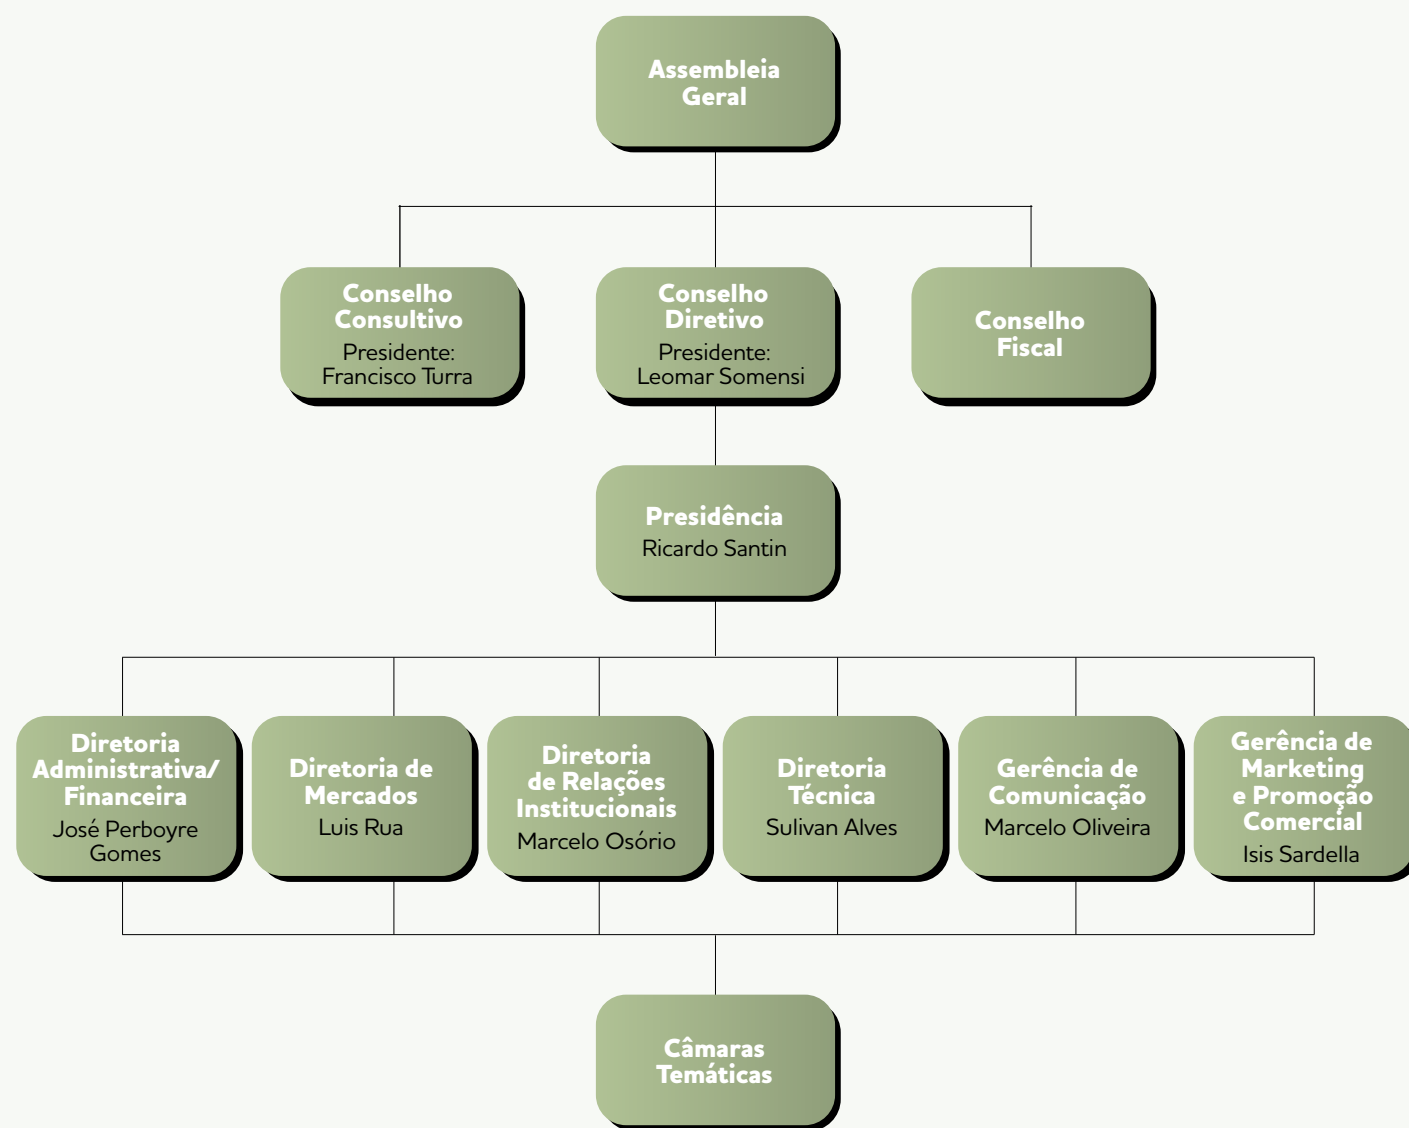 Assembleia
Geral
Conselho
Consultivo
Presidente:
Francisco Turra
Conselho
Diretivo
Presidente:
Leomar Somensi
Conselho
Fiscal
Presidência
Ricardo Santin
Diretoria
Administrativa/
Financeira
José Perboyre
Gomes
Diretoria de
Mercados
Luis Rua
Diretoria
de Relações
Institucionais
Marcelo Osório
Diretoria
Técnica
Sulivan Alves
Gerência de
Comunicação
Marcelo Oliveira
Gerência de
Marketing
e Promoção
Comercial
Isis Sardella
Câmaras
Temáticas